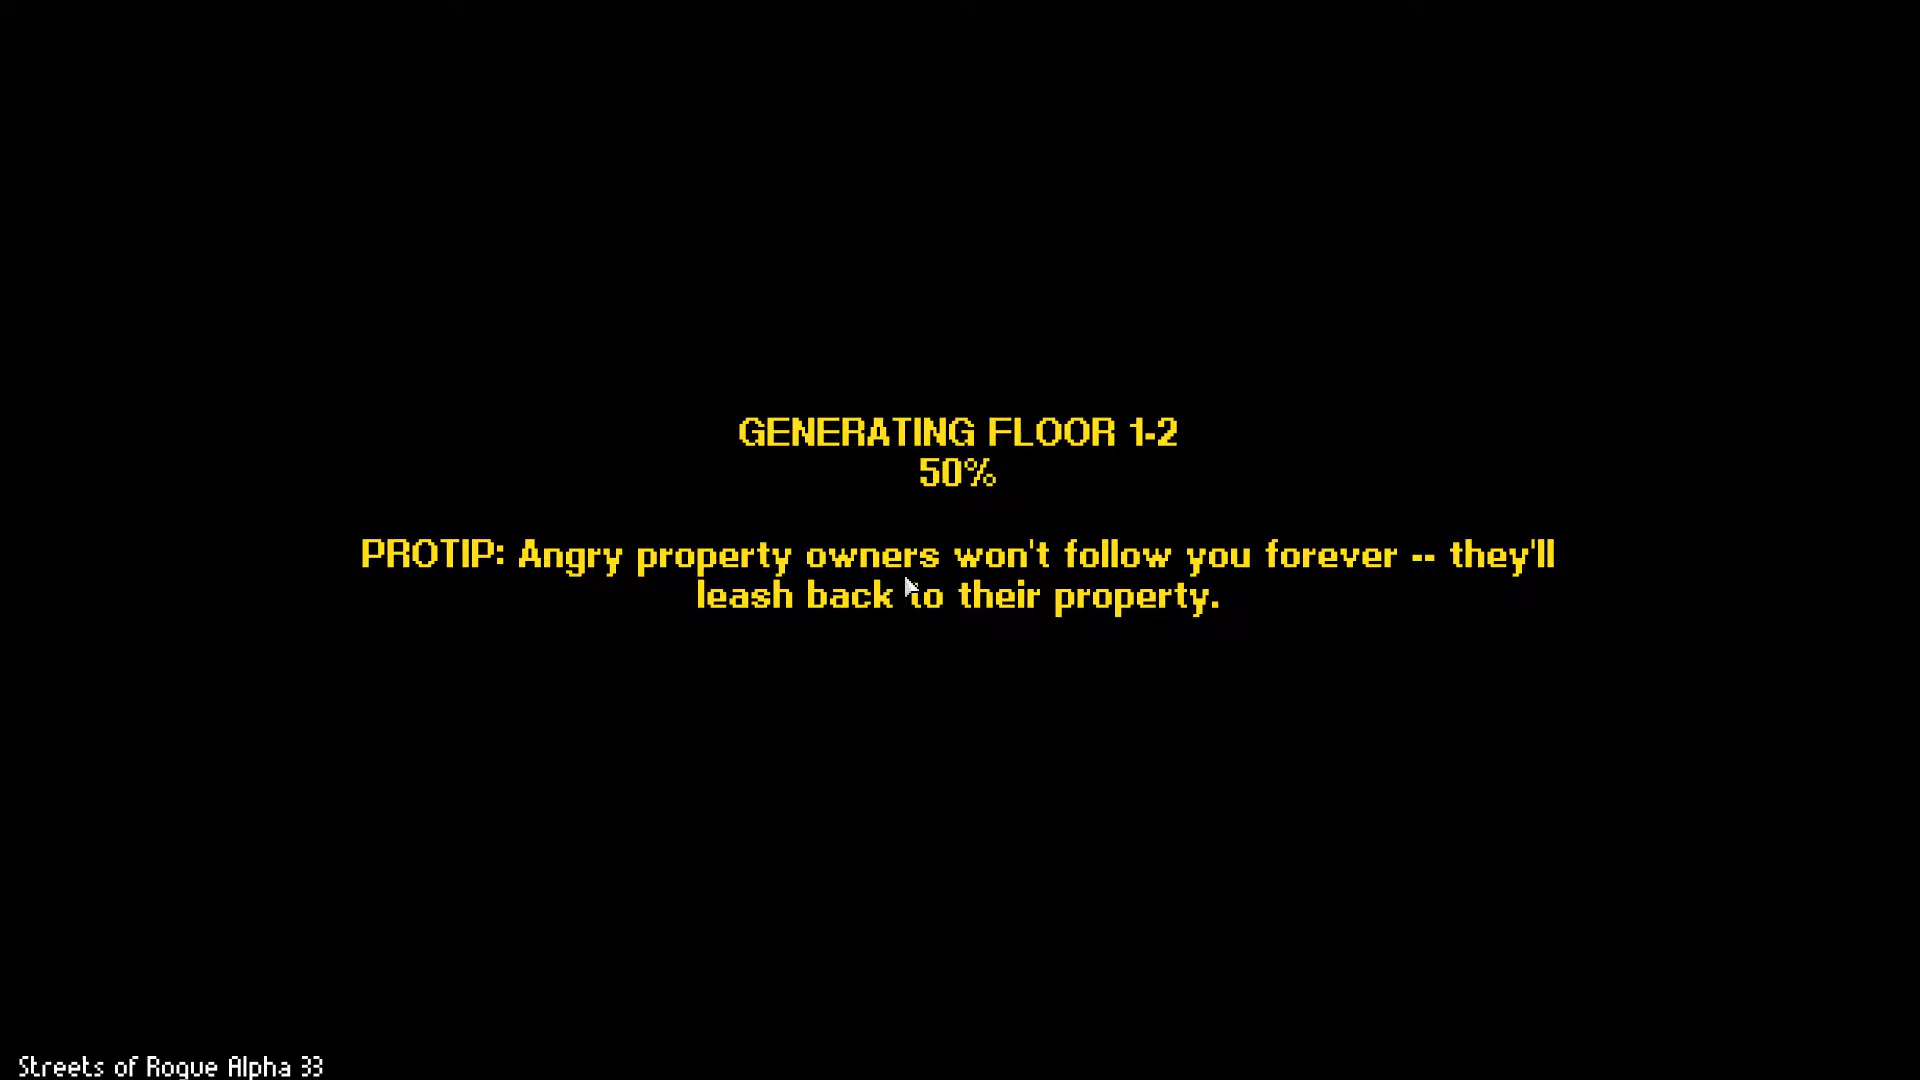 GENERATING FLOOR 1-2
50%
PROTIP: Angry property owners won't follow you forever -- they'll
leash back to their property.
Streets of Rogue Alpha 33